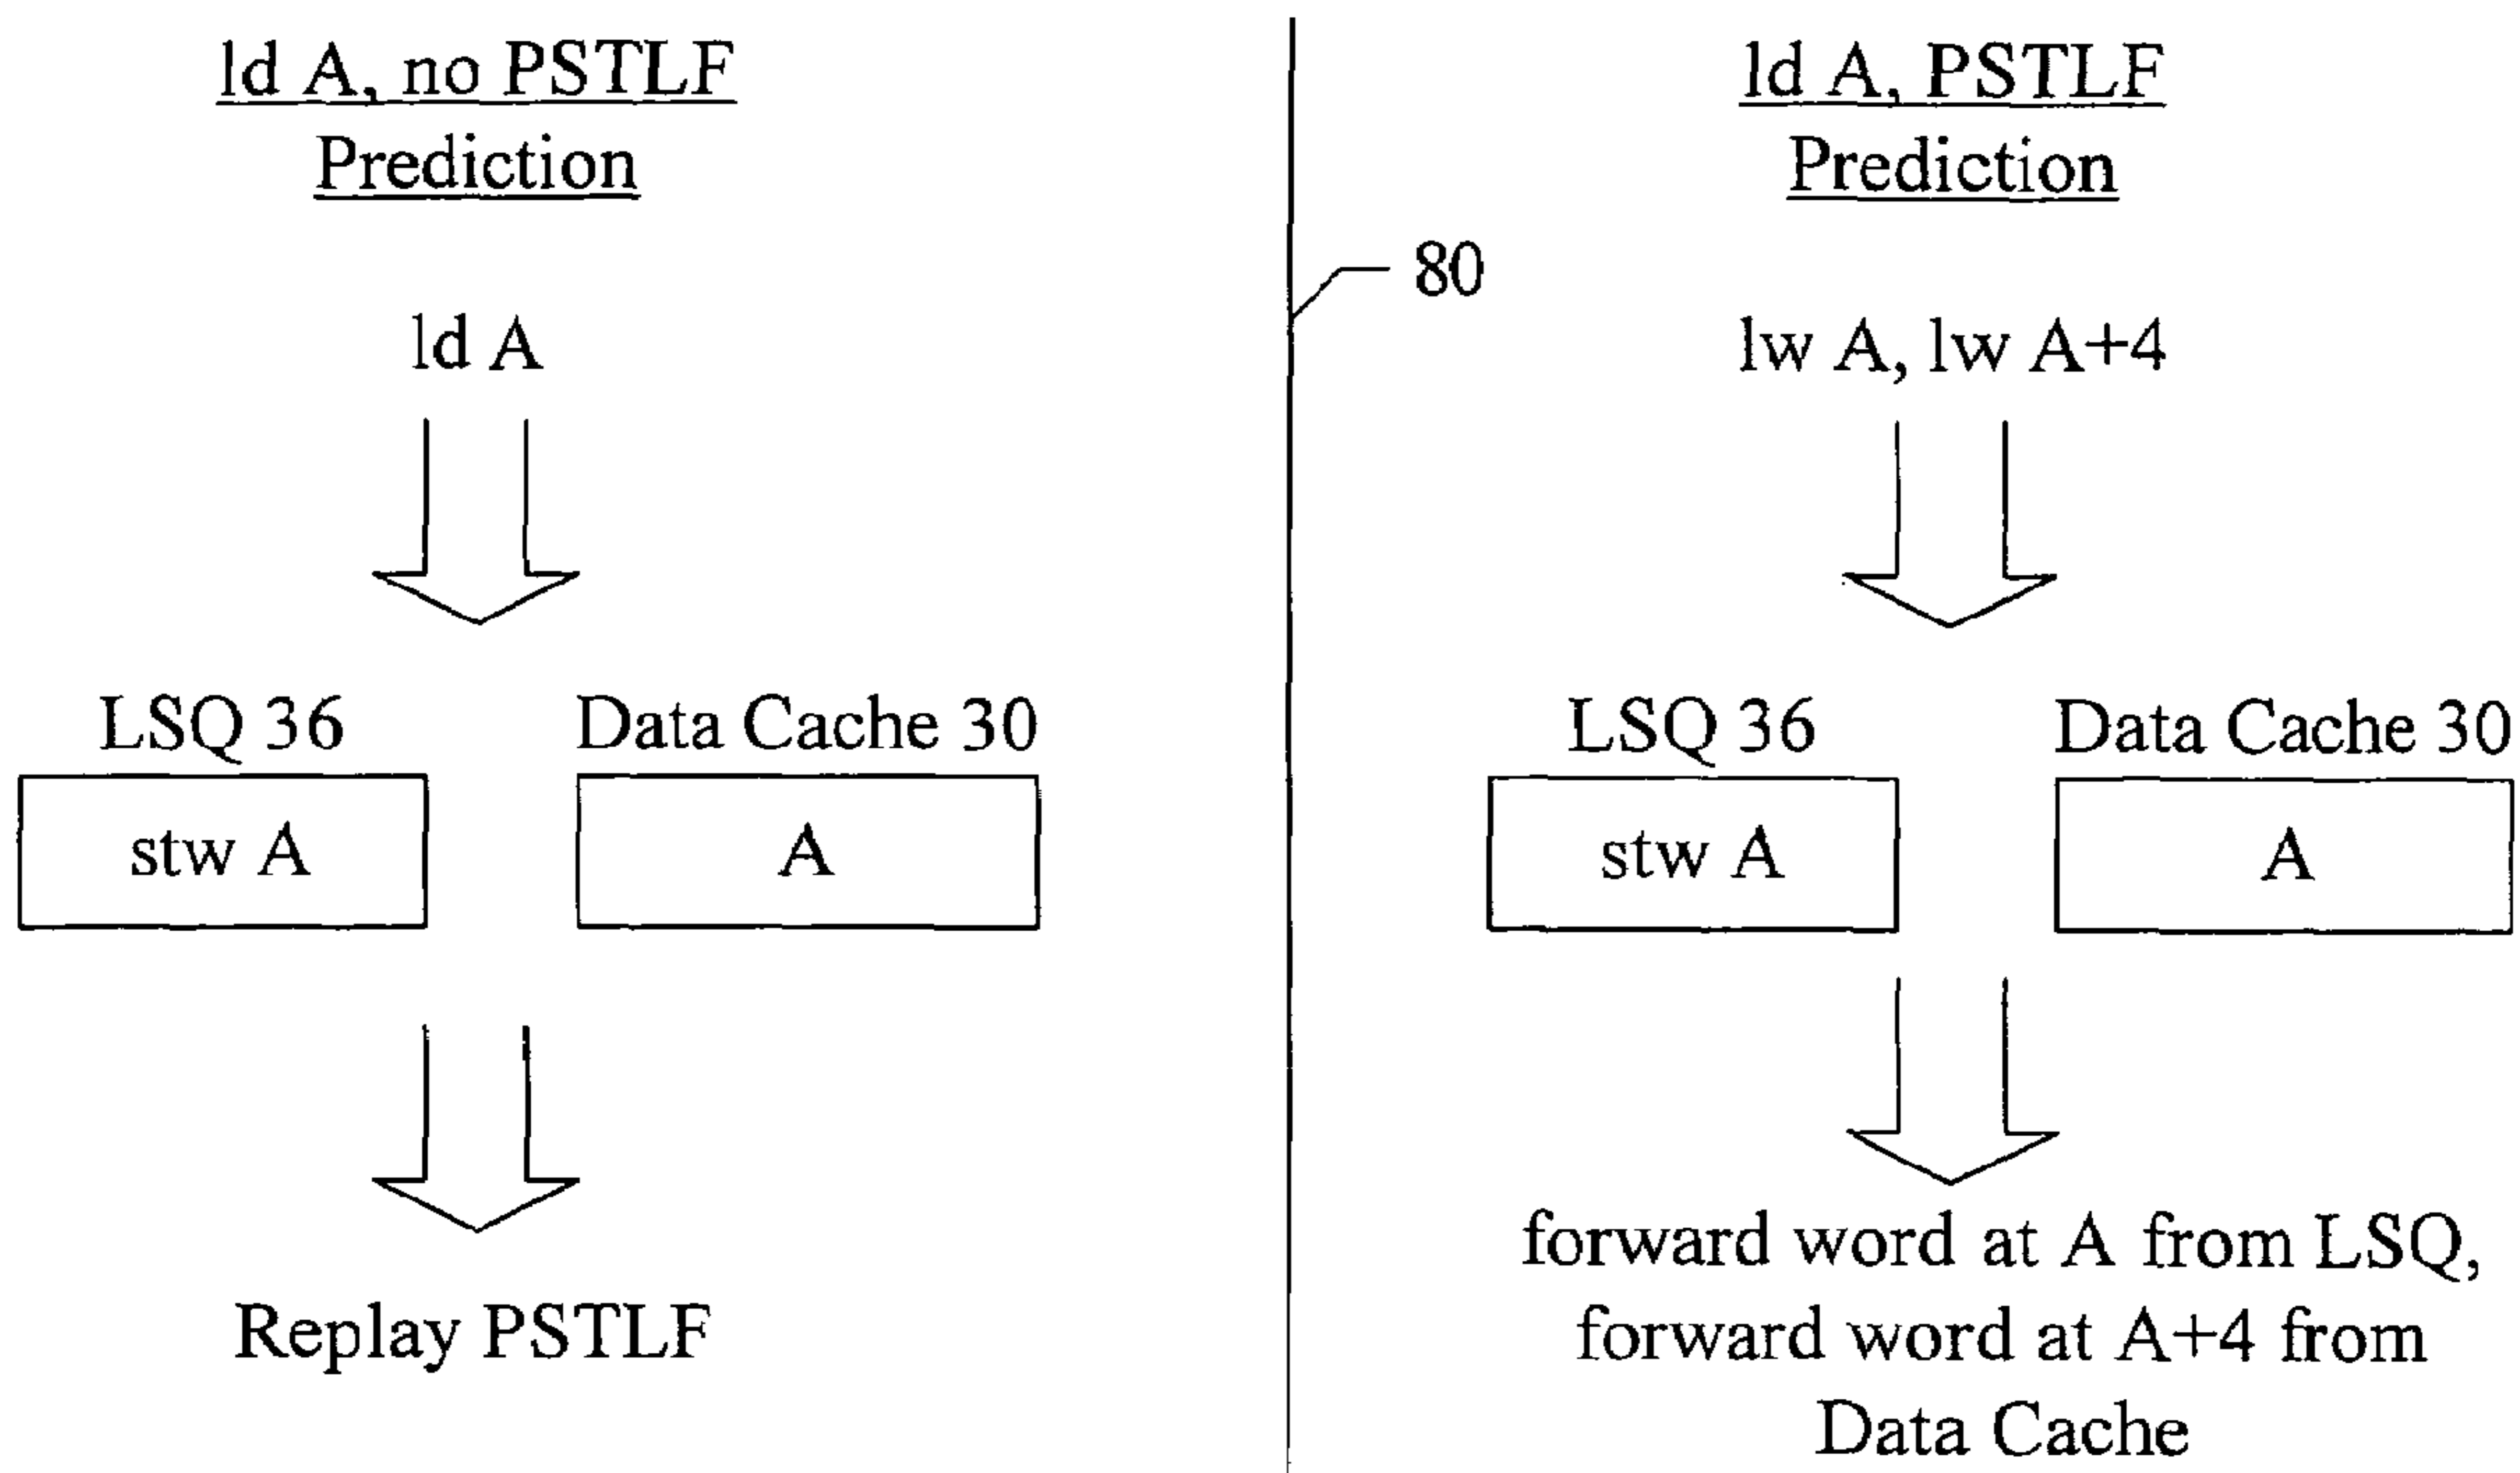 ld A, no PSTLF
Prediction
ld A
LSQ 36
Data Cache 30
stw A
A
Replay PSTLF
80
ld A, PSTLF
Prediction
lw A, lw A+4
LSQ 36
Data Cache 30
stw A
A
forward word at A from LSQ,
forward word at A+4 from
Data Cache